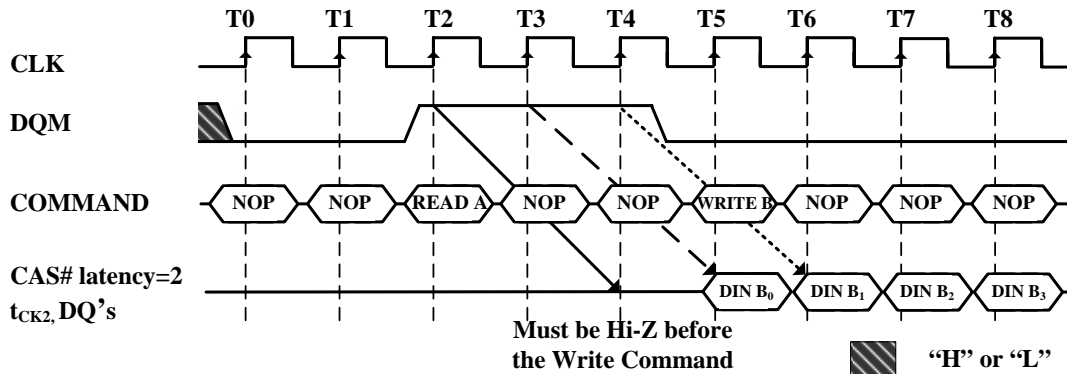 T0 T1 T2 T3 T4 T5 T6 T7 T8
CLK
DQM
COMMAND NOP NOP READ A NOP NOP WRITE B NOP NOP NOP
CAS# latency=2
tCK2, DQ's DIN B0 DIN B1 DIN B2 DIN B3
Must be Hi-Z before
the Write Command
"H" or "L"